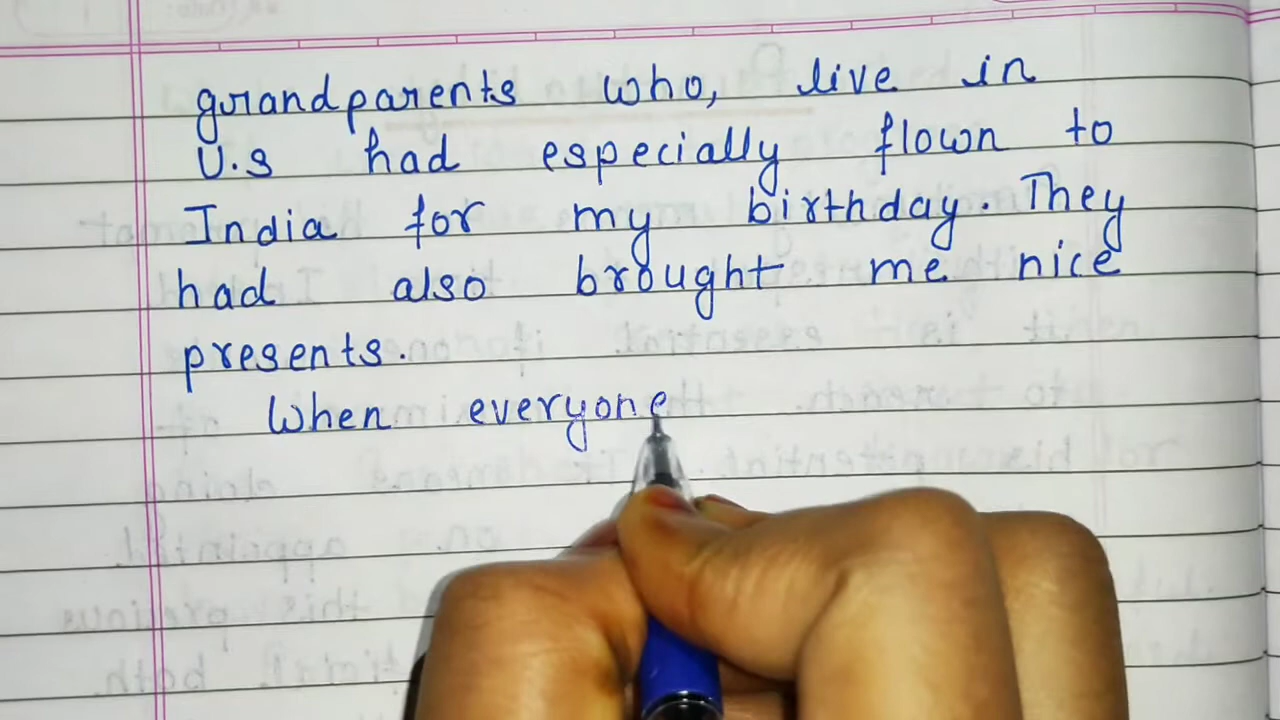 grandparents who, live in
U.s had especially flown to
India for my birthday. They
had also brought me nice
presents.
When everyone